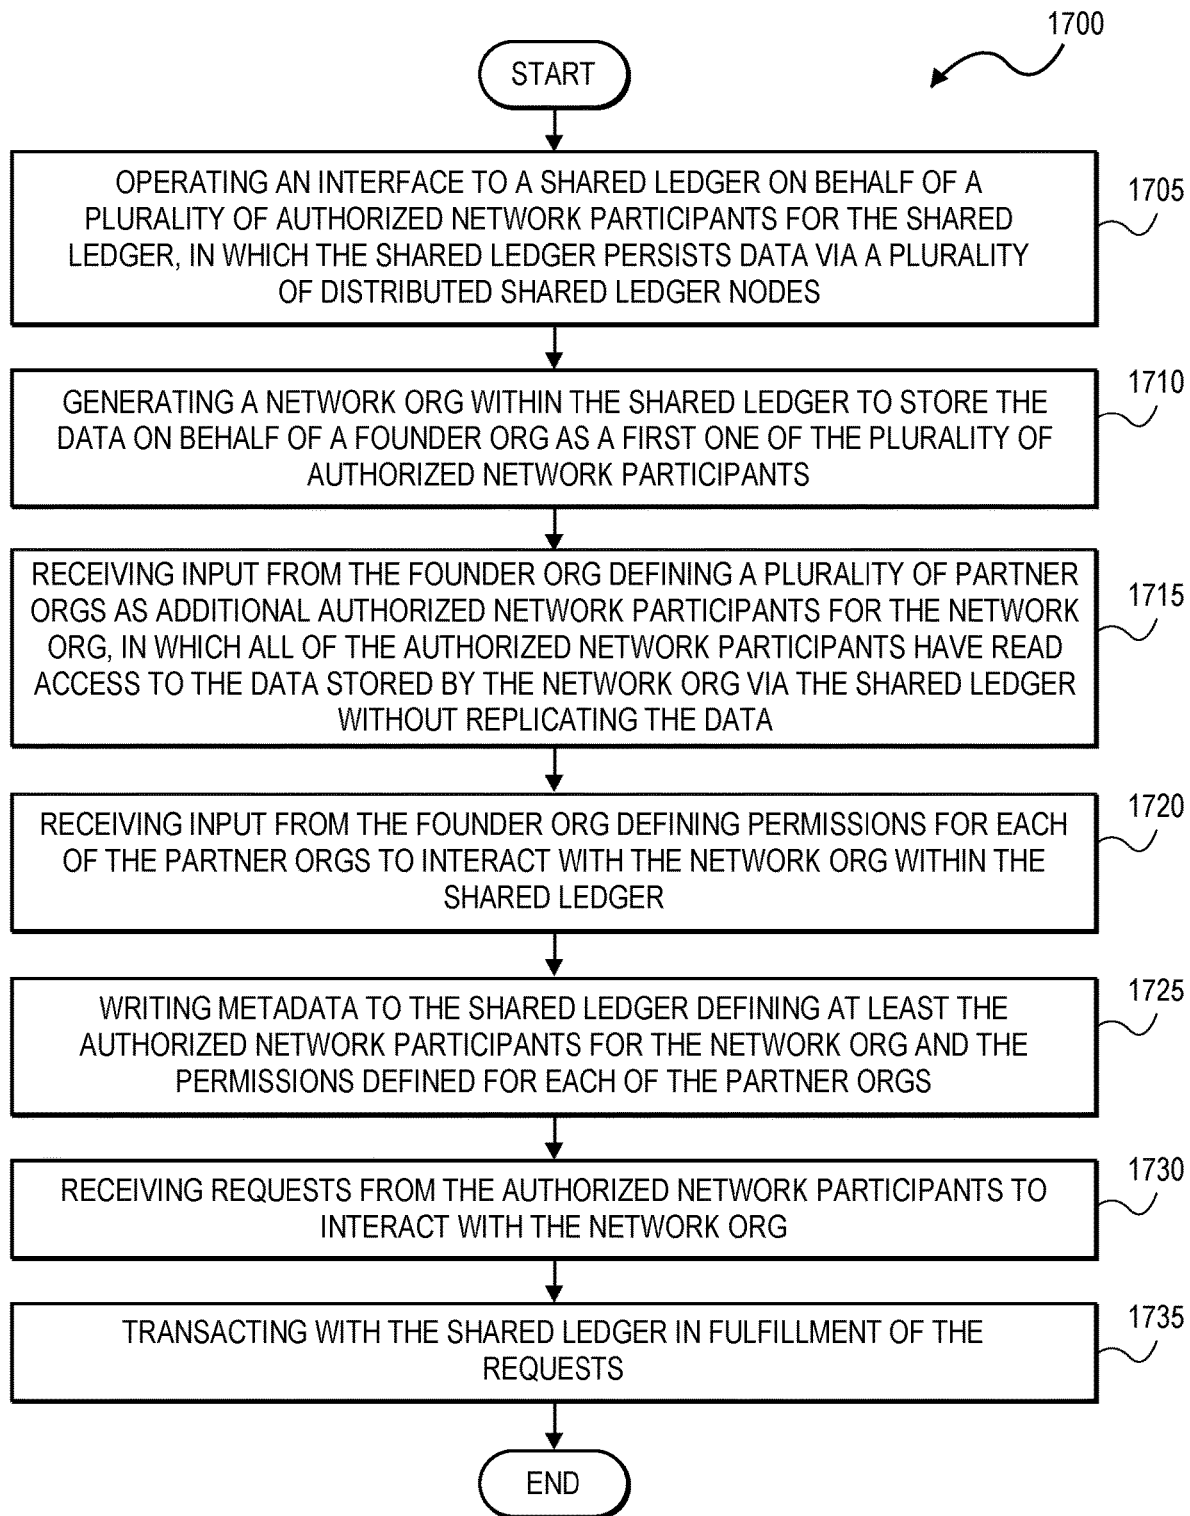 1700
START
OPERATING AN INTERFACE TO A SHARED LEDGER ON BEHALF OF A
PLURALITY OF AUTHORIZED NETWORK PARTICIPANTS FOR THE SHARED
LEDGER, IN WHICH THE SHARED LEDGER PERSISTS DATA VIA A PLURALITY
OF DISTRIBUTED SHARED LEDGER NODES
1705
GENERATING A NETWORK ORG WITHIN THE SHARED LEDGER TO STORE THE
DATA ON BEHALF OF A FOUNDER ORG AS A FIRST ONE OF THE PLURALITY OF
AUTHORIZED NETWORK PARTICIPANTS
1710
RECEIVING INPUT FROM THE FOUNDER ORG DEFINING A PLURALITY OF PARTNER
ORGS AS ADDITIONAL AUTHORIZED NETWORK PARTICIPANTS FOR THE NETWORK
ORG, IN WHICH ALL OF THE AUTHORIZED NETWORK PARTICIPANTS HAVE READ
ACCESS TO THE DATA STORED BY THE NETWORK ORG VIA THE SHARED LEDGER
WITHOUT REPLICATING THE DATA
1715
RECEIVING INPUT FROM THE FOUNDER ORG DEFINING PERMISSIONS FOR EACH
OF THE PARTNER ORGS TO INTERACT WITH THE NETWORK ORG WITHIN THE
SHARED LEDGER
1720
WRITING METADATA TO THE SHARED LEDGER DEFINING AT LEAST THE
AUTHORIZED NETWORK PARTICIPANTS FOR THE NETWORK ORG AND THE
PERMISSIONS DEFINED FOR EACH OF THE PARTNER ORGS
1725
RECEIVING REQUESTS FROM THE AUTHORIZED NETWORK PARTICIPANTS TO
INTERACT WITH THE NETWORK ORG
1730
TRANSACTING WITH THE SHARED LEDGER IN FULFILLMENT OF THE
REQUESTS
1735
END